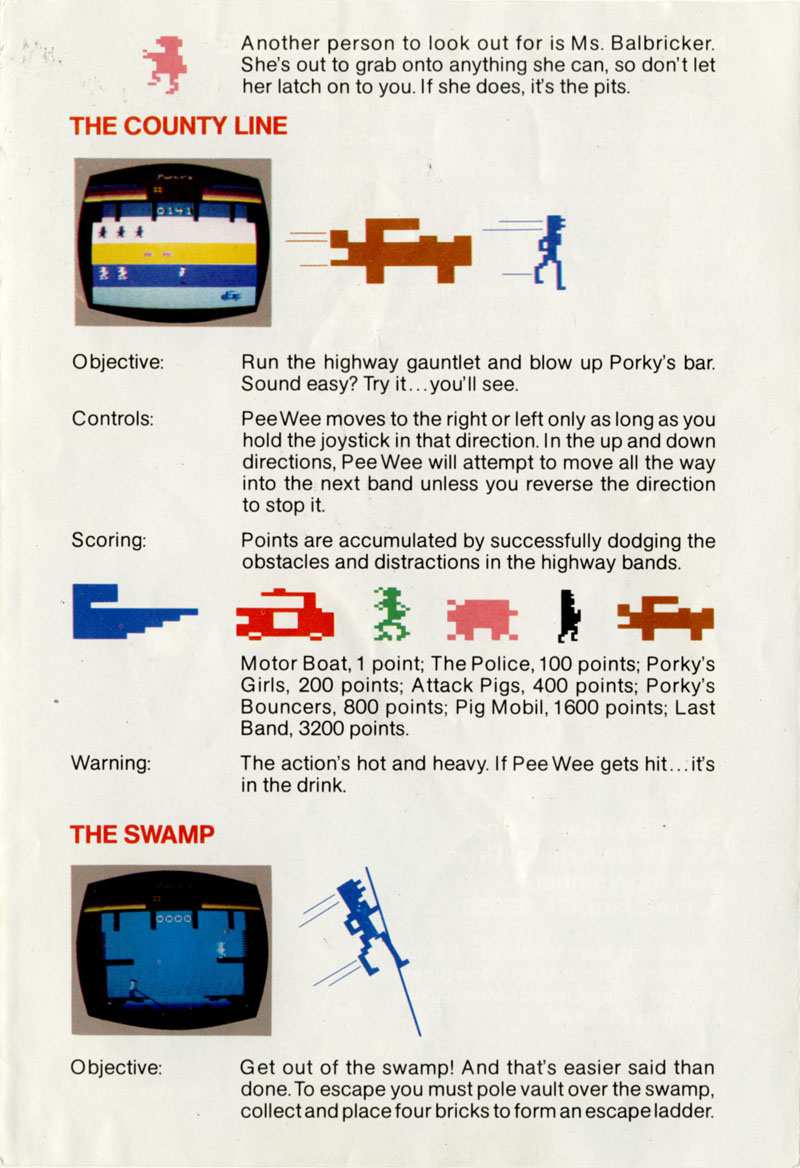 Another person to look out for is Ms. Balbricker.
She's out to grab onto anything she can, so don't let
her latch on to you. If she does, it's the pits.
THE COUNTY LINE
Porky's
0141
Objective:
Run the highway gauntlet and blow up Porky's bar.
Sound easy? Try it...you'll see.
Controls:
PeeWee moves to the right or left only as long as you
hold the joystick in that direction. In the up and down
directions, PeeWee will attempt to move all the way
into the next band unless you reverse the direction
to stop it.
Scoring:
Points are accumulated by successfully dodging the
obstacles and distractions in the highway bands.
Motor Boat, 1 point; The Police, 100 points; Porky's
Girls, 200 points; Attack Pigs, 400 points; Porky's
Bouncers, 800 points; Pig Mobil, 1600 points; Last
Band, 3200 points.
Warning:
The action's hot and heavy. If PeeWee gets hit...it's
in the drink.
THE SWAMP
0000
Objective:
Get out of the swamp! And that's easier said than
done. To escape you must pole vault over the swamp,
collect and place four bricks to form an escape ladder.